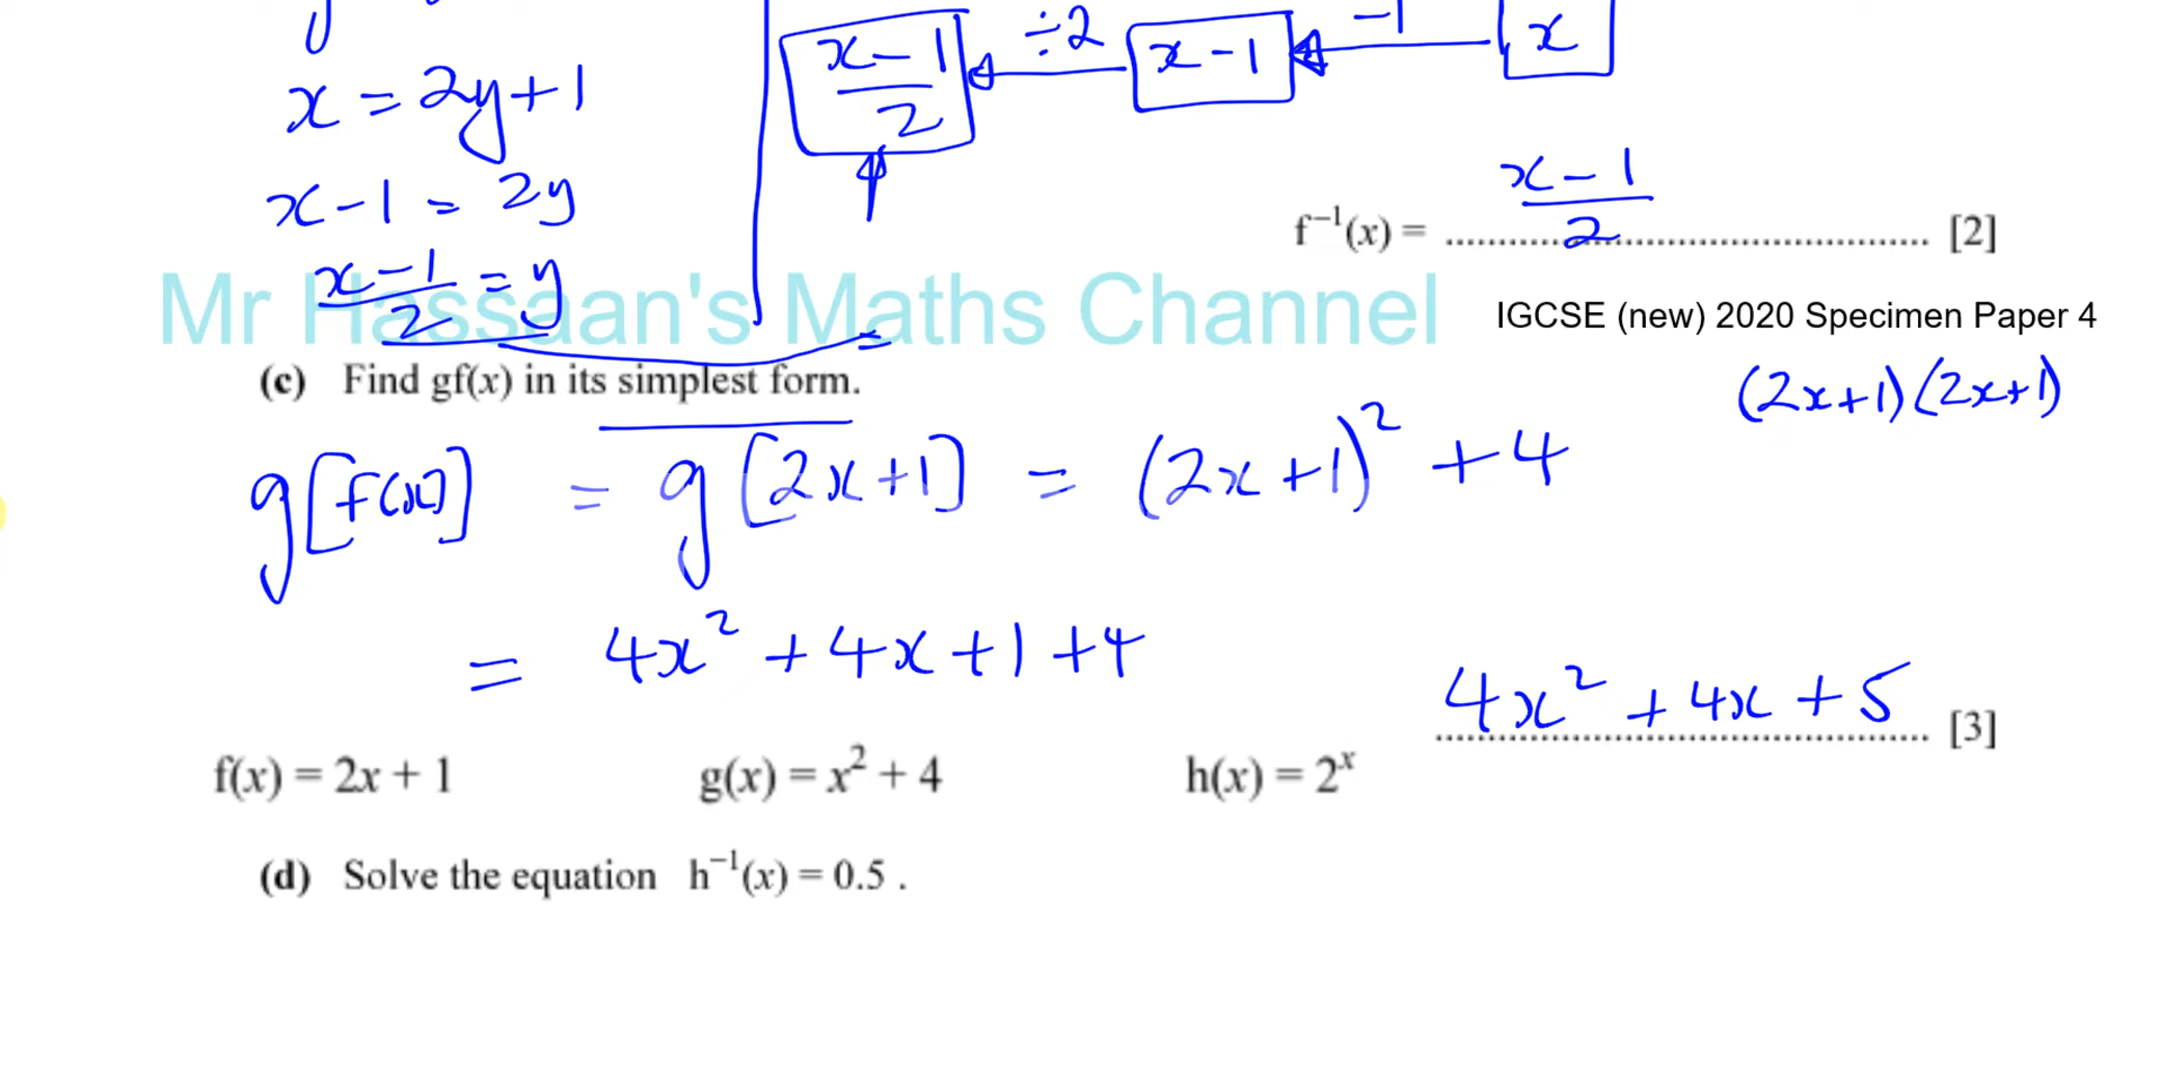 x = 2y + 1
x - 1 = 2y
x - 1 / 2 = y
x - 1 / 2
÷2
x - 1
-1
x
f⁻¹(x) = x - 1 / 2 [2]
Mr Hassaan's Maths Channel
IGCSE (new) 2020 Specimen Paper 4
(c) Find gf(x) in its simplest form.
(2x+1)(2x+1)
g[f(x)] = g[2x+1] = (2x+1)² + 4
= 4x² + 4x + 1 + 4
4x² + 4x + 5 [3]
f(x) = 2x + 1 g(x) = x² + 4 h(x) = 2ˣ
(d) Solve the equation h⁻¹(x) = 0.5 .